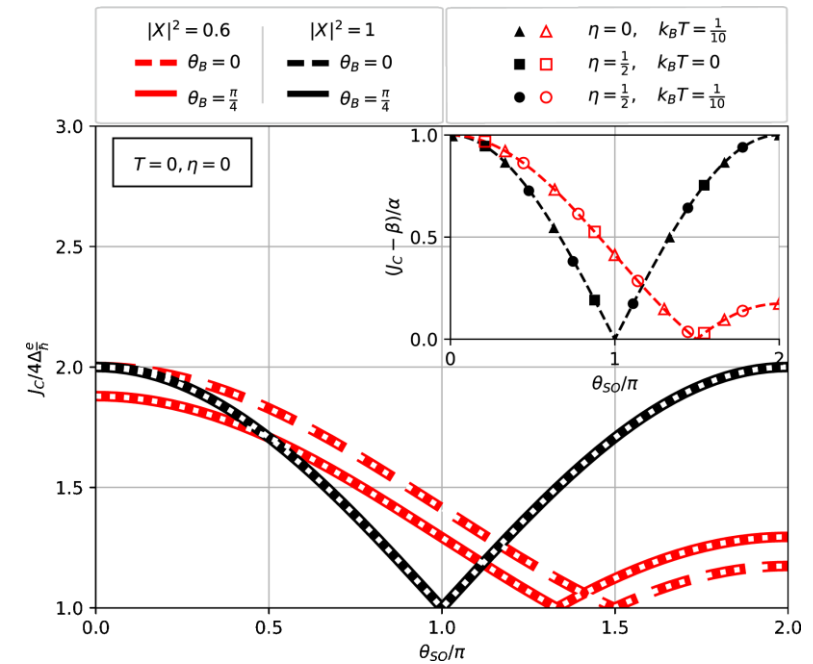 |X|² = 0.6    |X|² = 1
θ_B = 0    θ_B = 0
θ_B = π/4    θ_B = π/4
η = 0,    k_BT = 1/10
η = 1/2,    k_BT = 0
η = 1/2,    k_BT = 1/10
T = 0, η = 0
J_C/4Δ e/ħ
3.0
2.5
2.0
1.5
1.0
0.0    0.5    1.0    1.5    2.0
θ_SO/π
(J_C − β)/α
1.0
0.5
0.0
0    1    2
θ_SO/π